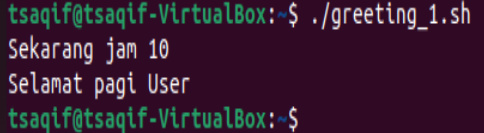 tsaqif@tsaqif-VirtualBox:~$ ./greeting_1.sh
Sekarang jam 10
Selamat pagi User
tsaqif@tsaqif-VirtualBox:~$